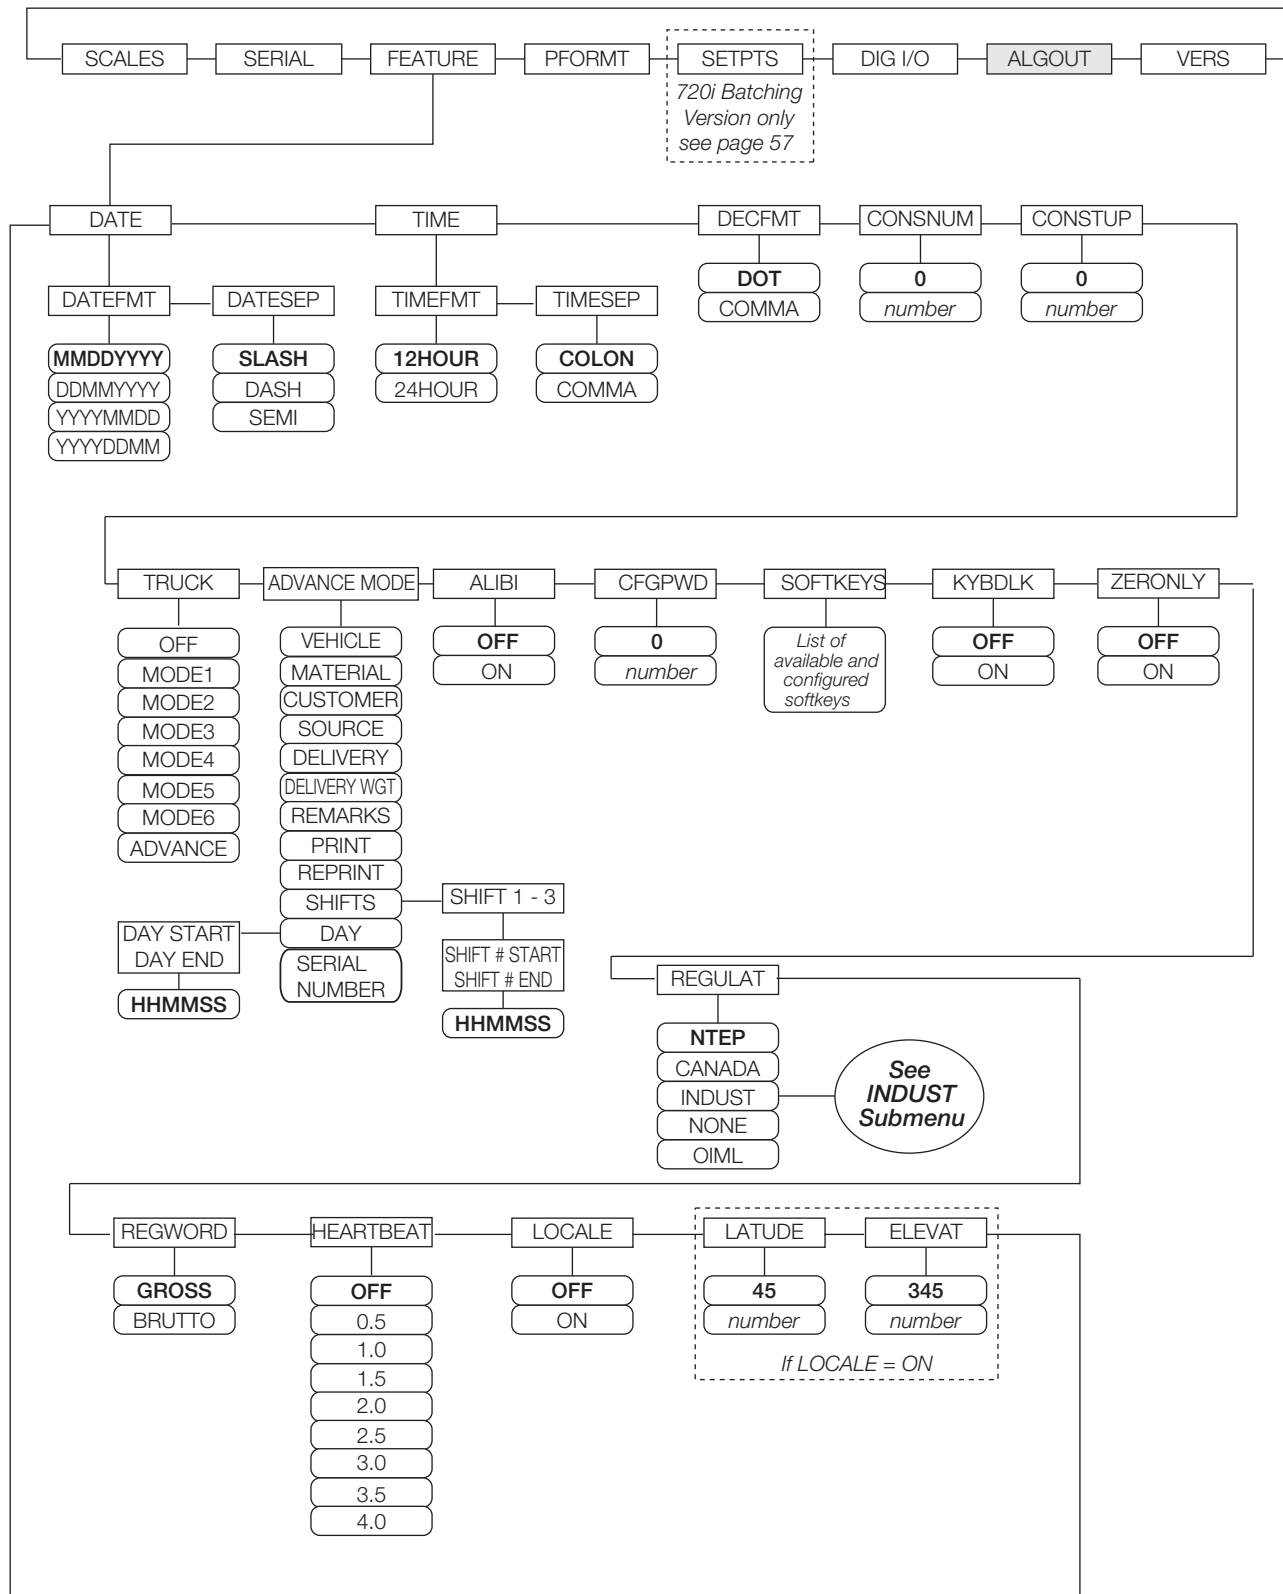 SCALES
SERIAL
FEATURE
PFORMT
SETPTS
DIG I/O
ALGOUT
VERS
720i Batching
Version only
see page 57
DATE
TIME
DECFMT
CONSNUM
CONSTUP
DATEFMT
DATESEP
TIMEFMT
TIMESEP
DOT
COMMA
0
number
0
number
MMDDYYYY
DDMMYYYY
YYYYMMDD
YYYYDDMM
SLASH
DASH
SEMI
12HOUR
24HOUR
COLON
COMMA
TRUCK
ADVANCE MODE
ALIBI
CFGPWD
SOFTKEYS
KYBDLK
ZERONLY
OFF
MODE1
MODE2
MODE3
MODE4
MODE5
MODE6
ADVANCE
VEHICLE
MATERIAL
CUSTOMER
SOURCE
DELIVERY
DELIVERY WGT
REMARKS
PRINT
REPRINT
SHIFTS
DAY
SERIAL
NUMBER
OFF
ON
0
number
List of
available and
configured
softkeys
OFF
ON
OFF
ON
DAY START
DAY END
HHMMSS
SHIFT 1 - 3
SHIFT # START
SHIFT # END
HHMMSS
REGULAT
NTEP
CANADA
INDUST
NONE
OIML
See
INDUST
Submenu
REGWORD
HEARTBEAT
LOCALE
LATUDE
ELEVAT
GROSS
BRUTTO
OFF
0.5
1.0
1.5
2.0
2.5
3.0
3.5
4.0
OFF
ON
45
number
345
number
If LOCALE = ON